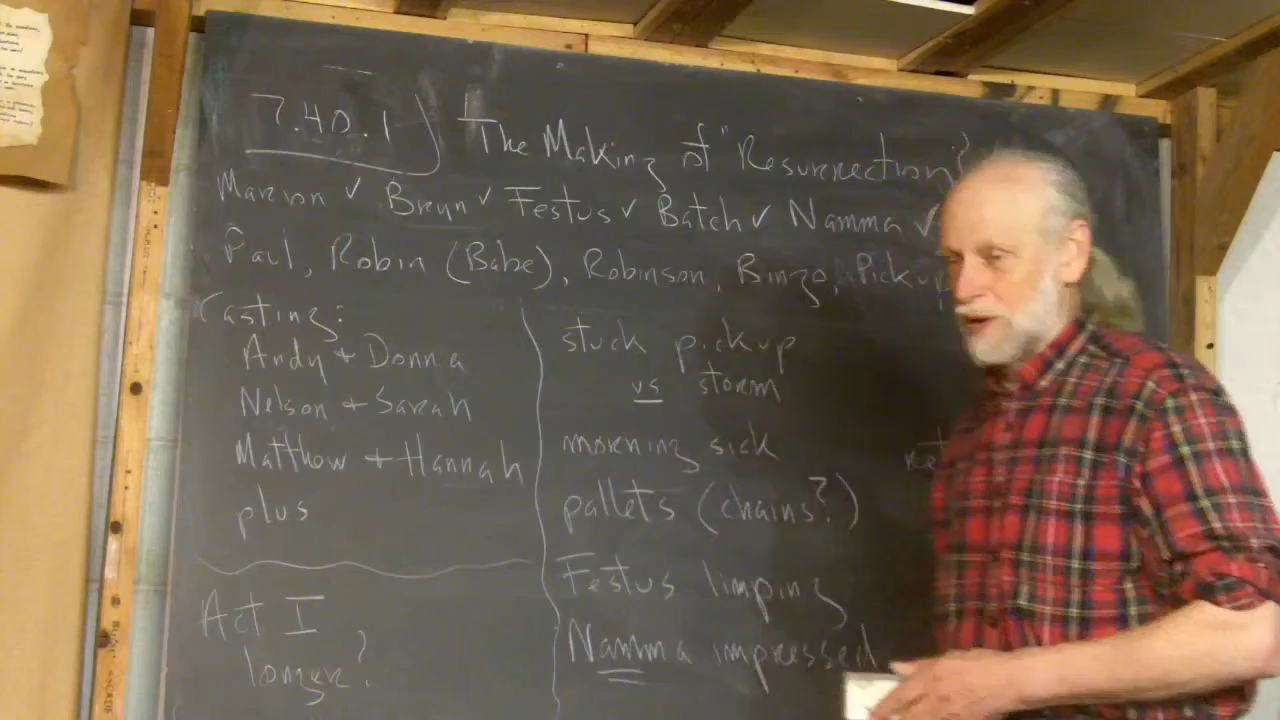 7.40.1) The Making of "Resurrection"
Marion ✓ Bryn ✓ Festus ✓ Batch ✓ Namma ✓
Paul, Robin (Babe), Robinson, Binzo, Pickup
Casting:
Andy + Donna
Nelson + Sarah
Matthew + Hannah
plus
Act I
longer?
stuck pickup
vs storm
morning sick
pallets (chains?)
Festus limping
Namma impressed